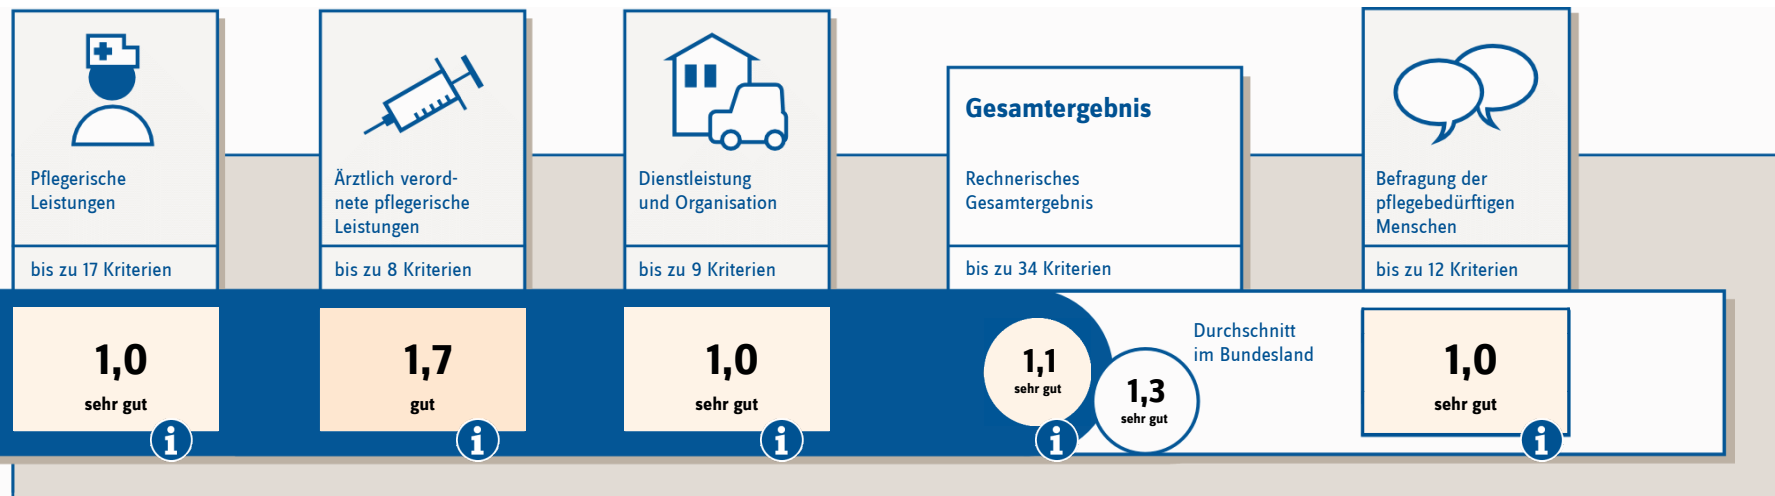 Pflegerische
Leistungen
bis zu 17 Kriterien
1,0
sehr gut
i
Ärztlich verord-
nete pflegerische
Leistungen
bis zu 8 Kriterien
1,7
gut
i
Dienstleistung
und Organisation
bis zu 9 Kriterien
1,0
sehr gut
i
Gesamtergebnis
Rechnerisches
Gesamtergebnis
bis zu 34 Kriterien
1,1
sehr gut
i
1,3
sehr gut
Durchschnitt
im Bundesland
Befragung der
pflegebedürftigen
Menschen
bis zu 12 Kriterien
1,0
sehr gut
i